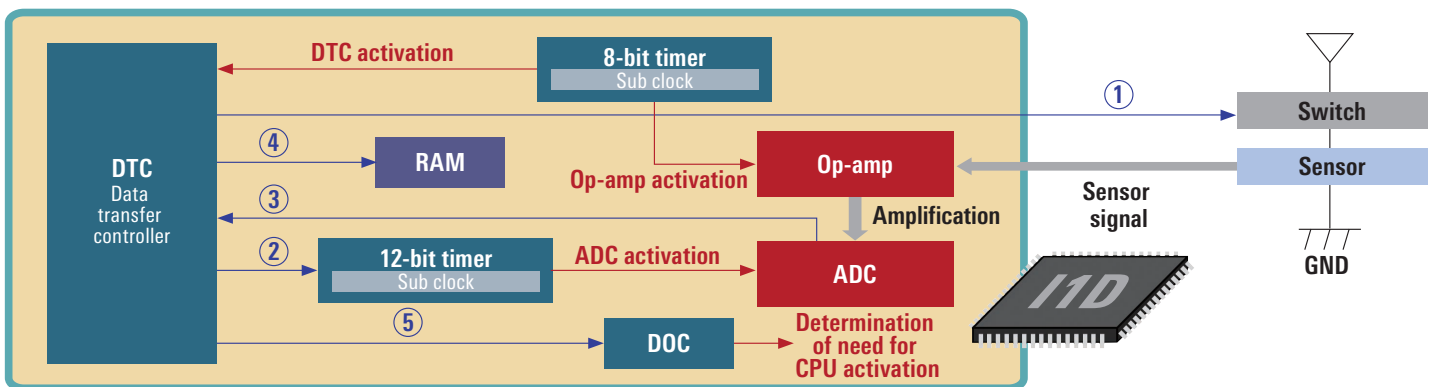 DTC activation
8-bit timer
Sub clock
①
Switch
④
RAM
DTC
Data
transfer
controller
Op-amp activation
Op-amp
Sensor
Sensor
signal
③
Amplification
②
12-bit timer
Sub clock
ADC activation
ADC
I1D
GND
⑤
DOC
Determination
of need for
CPU activation